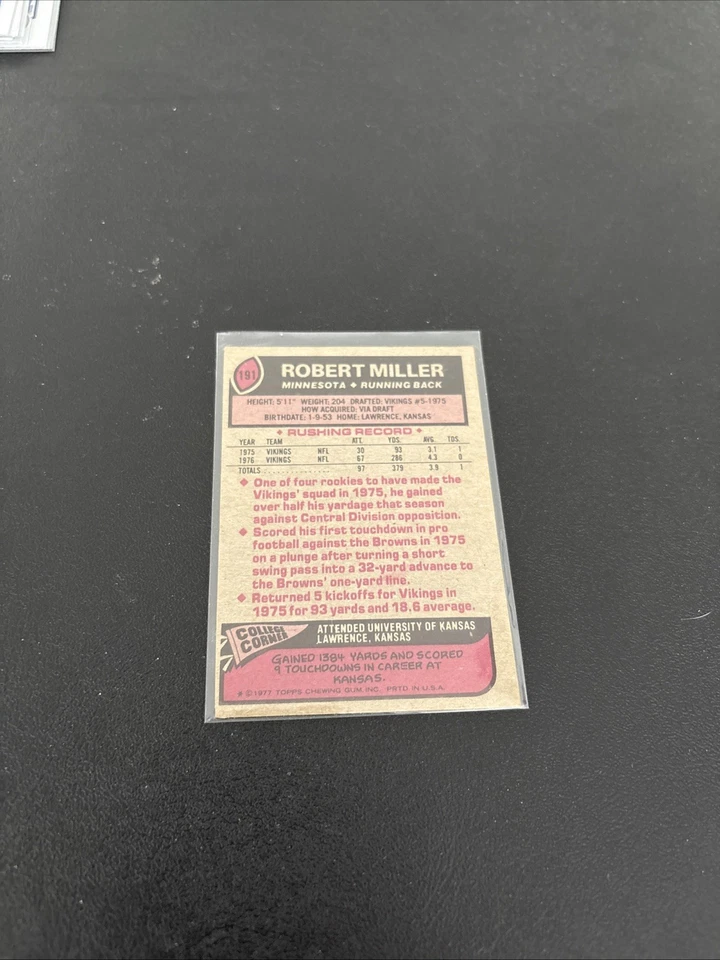 191
ROBERT MILLER
MINNESOTA ♦ RUNNING BACK
HEIGHT: 5'11" WEIGHT: 204 DRAFTED: VIKINGS #5-1975
HOW ACQUIRED: VIA DRAFT
BIRTHDATE: 1-9-53 HOME: LAWRENCE, KANSAS
♦ RUSHING RECORD ♦
YEAR TEAM ATT. YDS. AVG. TDS.
1975 VIKINGS NFL 30 93 3.1 1
1976 VIKINGS NFL 67 286 4.3 0
TOTALS 97 379 3.9 1
♦ One of four rookies to have made the
Vikings' squad in 1975, he gained
over half his yardage that season
against Central Division opposition.
♦ Scored his first touchdown in pro
football against the Browns in 1975
on a plunge after turning a short
swing pass into a 32-yard advance to
the Browns' one-yard line.
♦ Returned 5 kickoffs for Vikings in
1975 for 93 yards and 18.6 average.
COLLEGE
CORNER
ATTENDED UNIVERSITY OF KANSAS
LAWRENCE, KANSAS
GAINED 1384 YARDS AND SCORED
9 TOUCHDOWNS IN CAREER AT
KANSAS.
* © 1977 TOPPS CHEWING GUM INC. PRTD IN U.S.A.